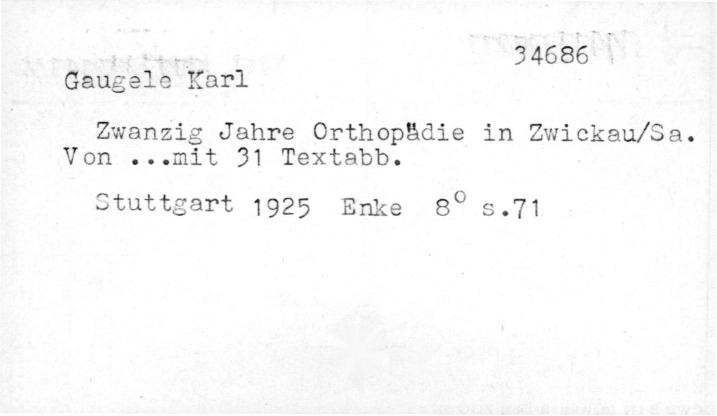 34686
Gaugele Karl
Zwanzig Jahre Orthopädie in Zwickau/Sa.
Von ...mit 31 Textabb.
Stuttgart 1925 Enke 8° s.71